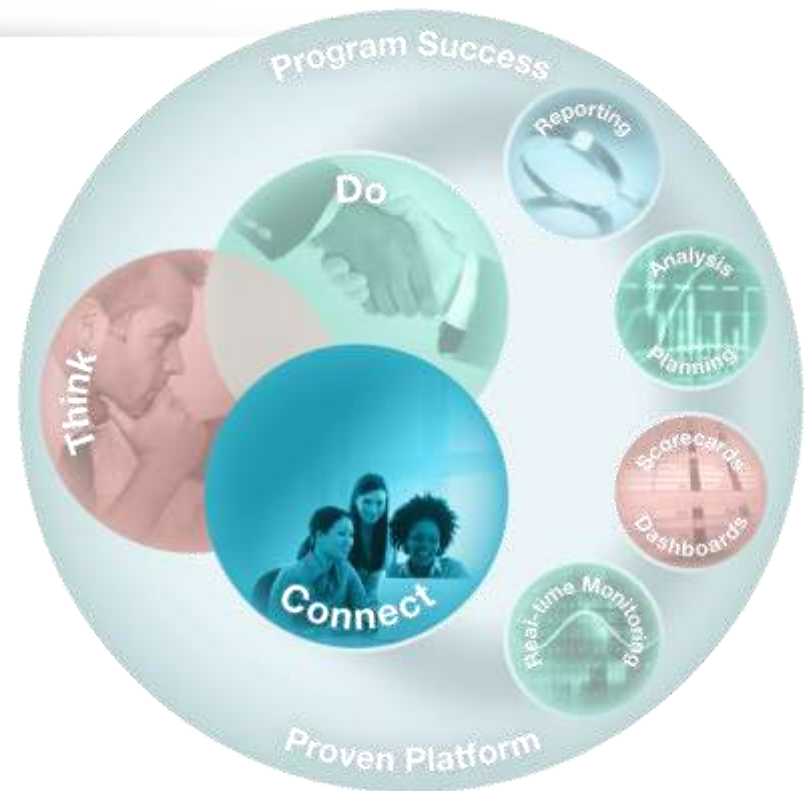 Program Success
Reporting
Do
Analysis
Planning
Think
Scorecards
Dashboards
Connect
Real-time Monitoring
Proven Platform